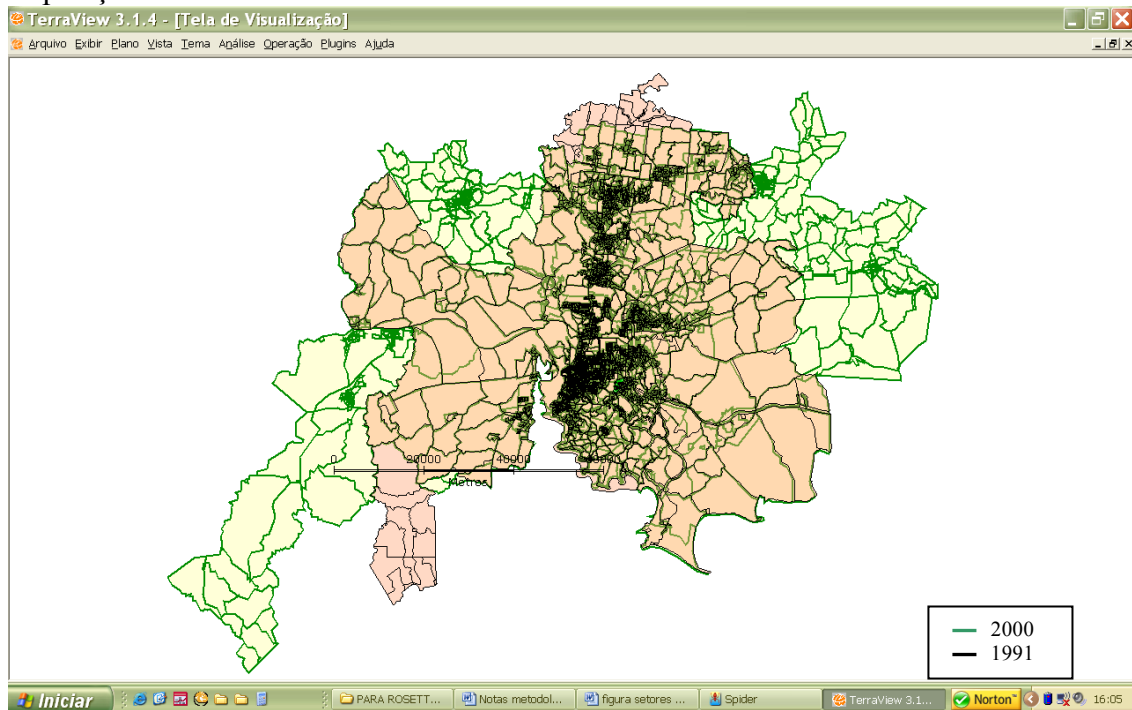 TerraView 3.1.4 - [Tela de Visualização]
Arquivo Exibir Plano Vista Tema Análise Operação Plugins Ajuda
0 20000 40000
Metros
2000
1991
Iniciar PARA ROSETT... Notas metodol... figura setores ... Spider TerraView 3.1... Norton™ 16:05